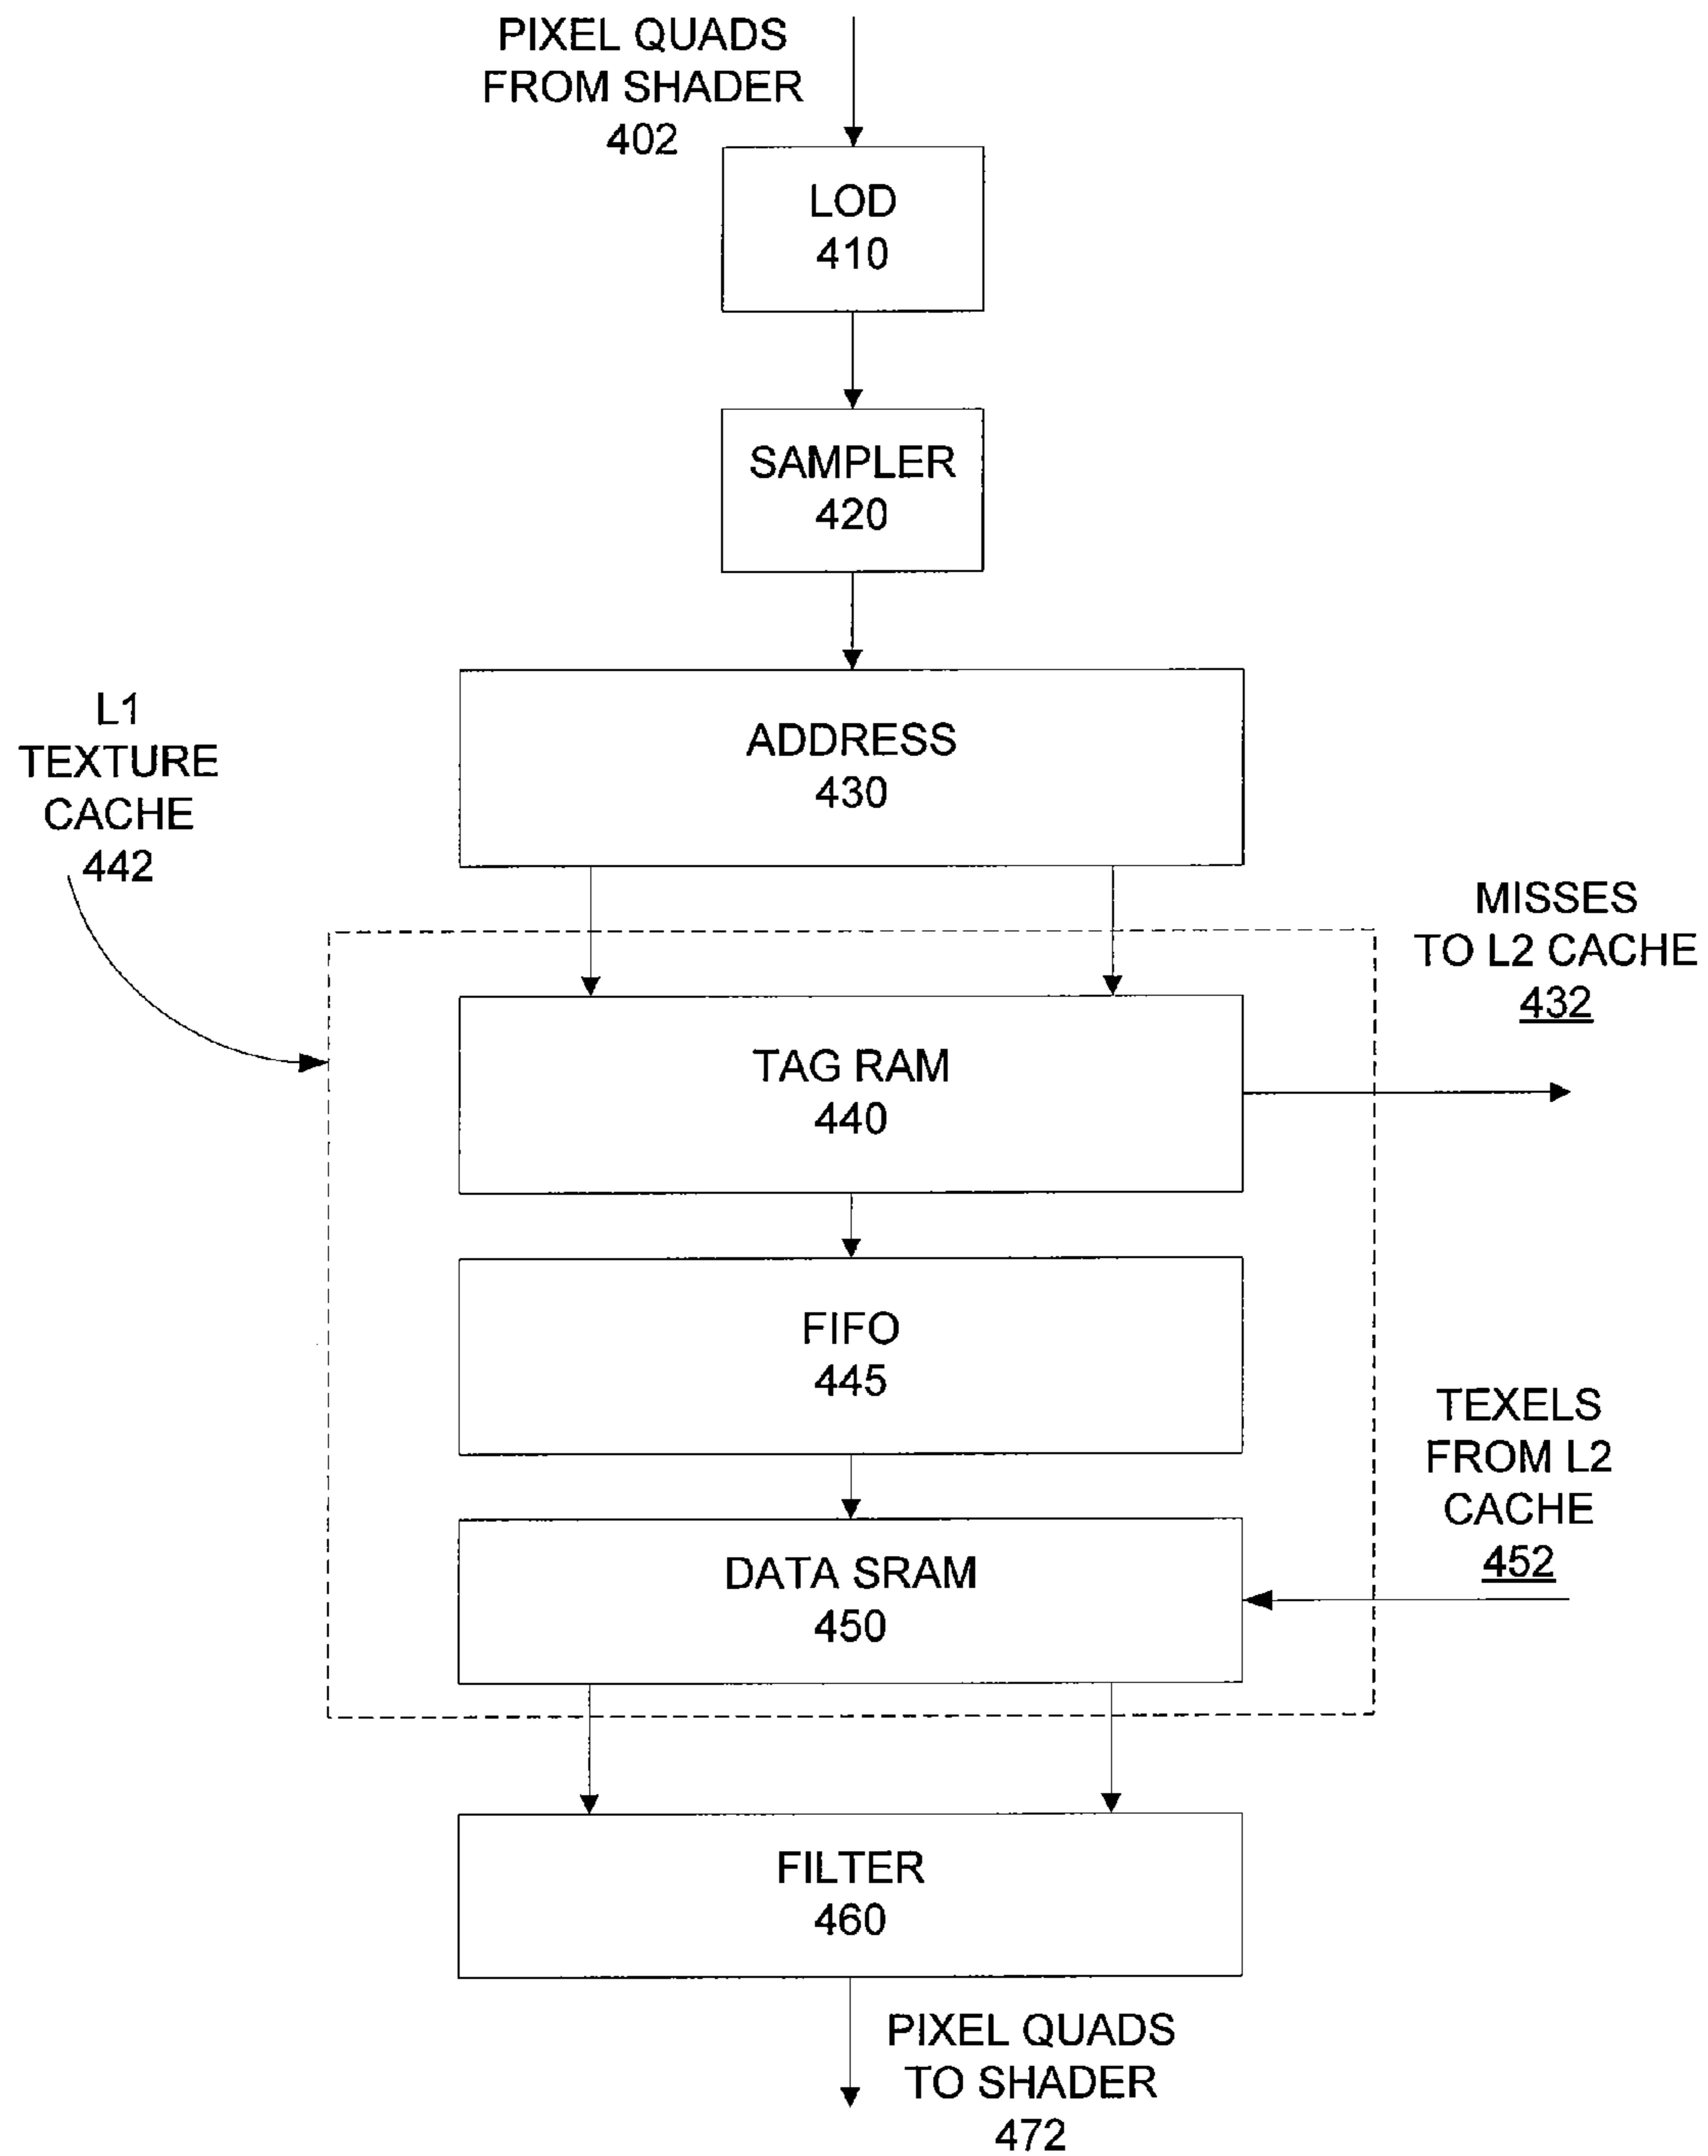 PIXEL QUADS
FROM SHADER
402
LOD
410
SAMPLER
420
ADDRESS
430
L1
TEXTURE
CACHE
442
MISSES
TO L2 CACHE
432
TAG RAM
440
FIFO
445
TEXELS
FROM L2
CACHE
452
DATA SRAM
450
FILTER
460
PIXEL QUADS
TO SHADER
472